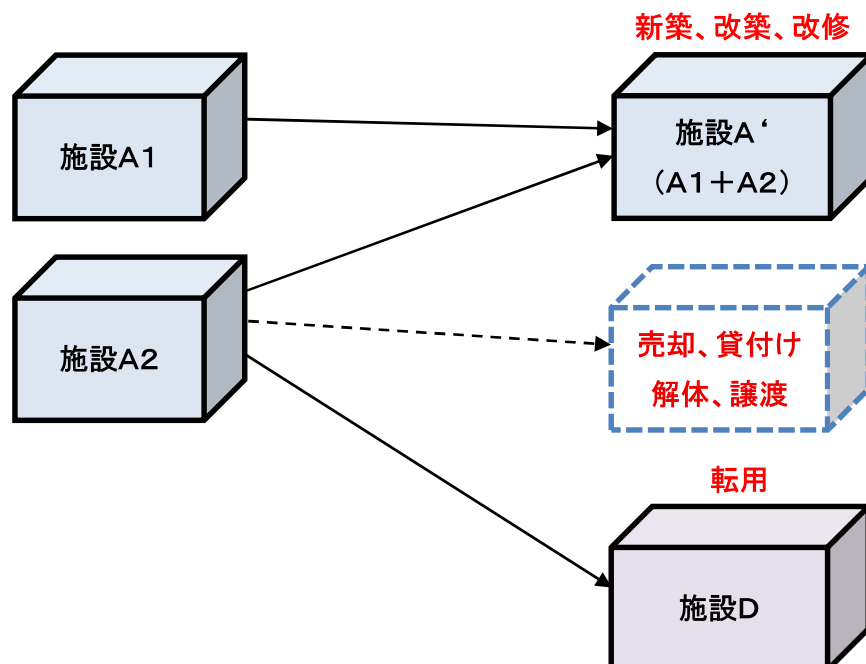 新築、改築、改修
施設A1
施設A‘
（A1＋A2）
施設A2
売却、貸付け
解体、譲渡
転用
施設D